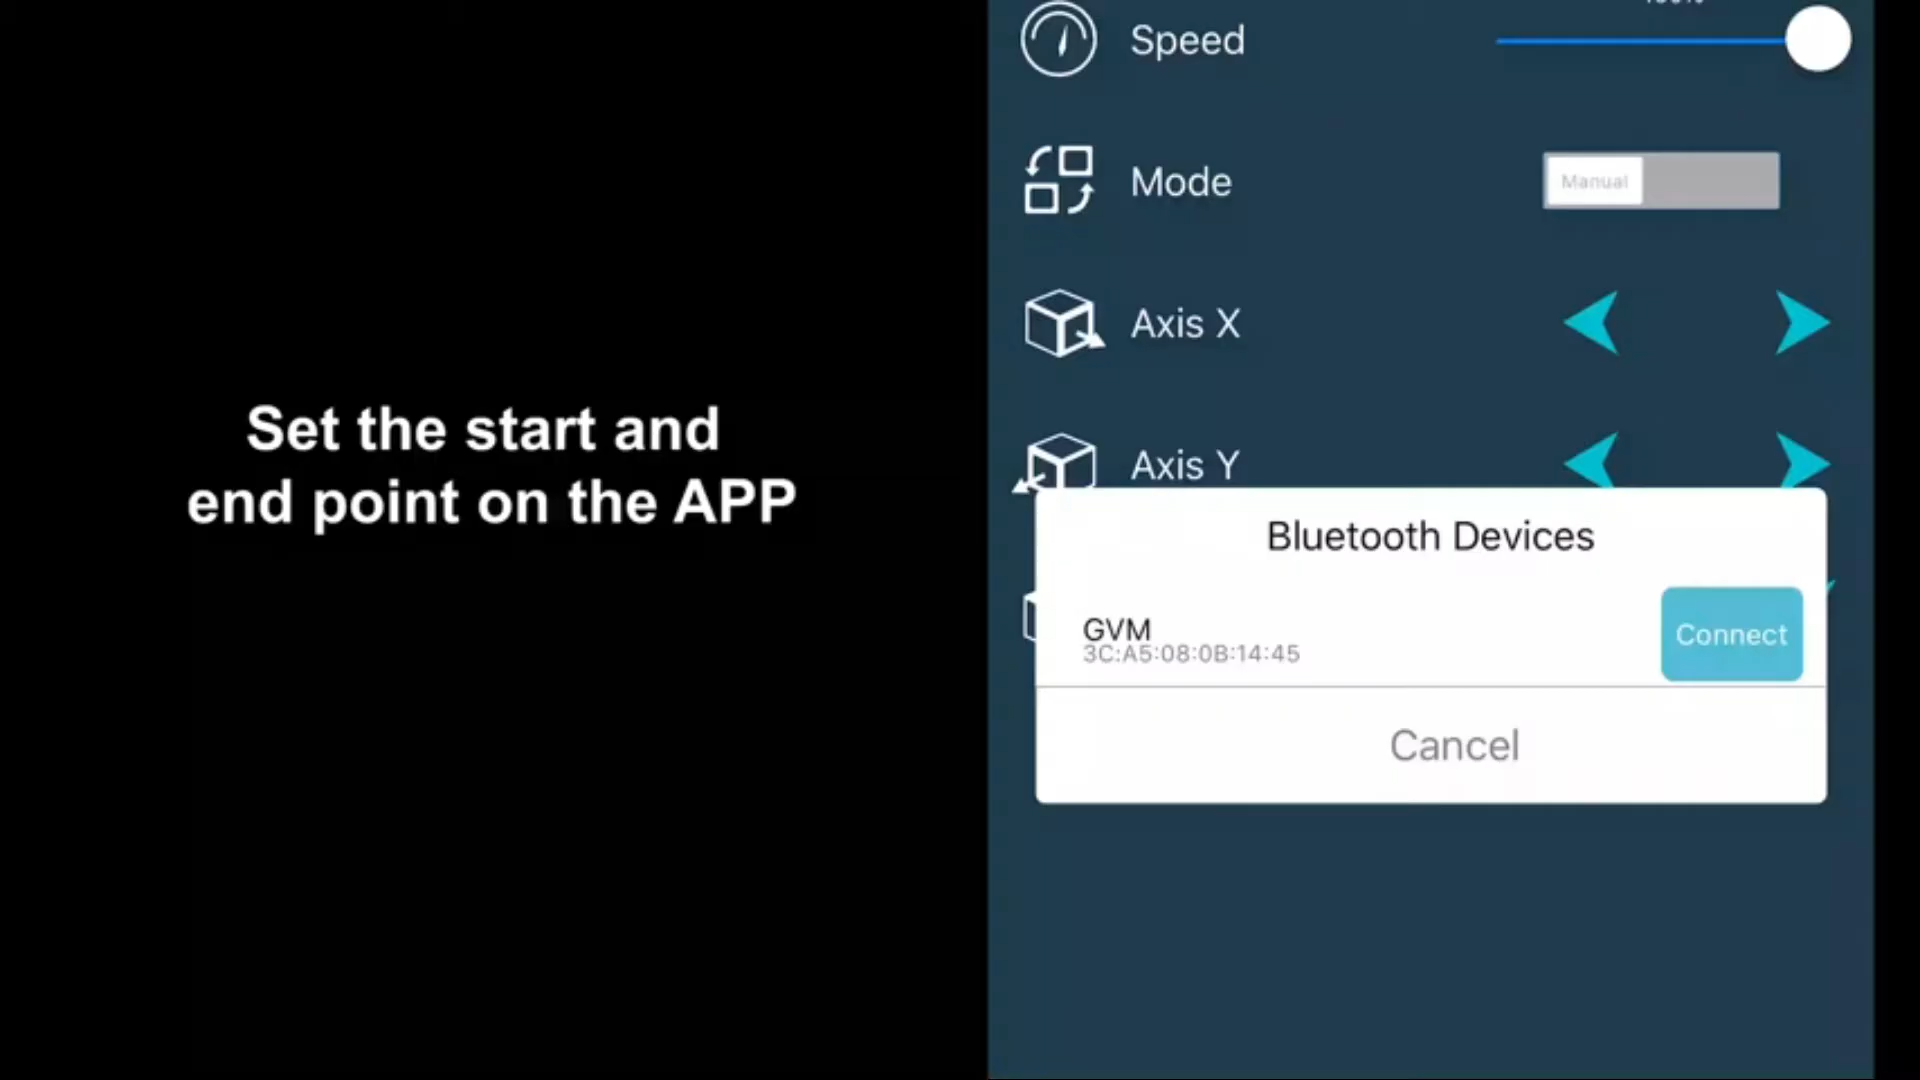 Set the start and
end point on the APP
Speed
Mode
Manual
Axis X
Axis Y
Bluetooth Devices
GVM
3C:A5:08:0B:14:45
Connect
Cancel